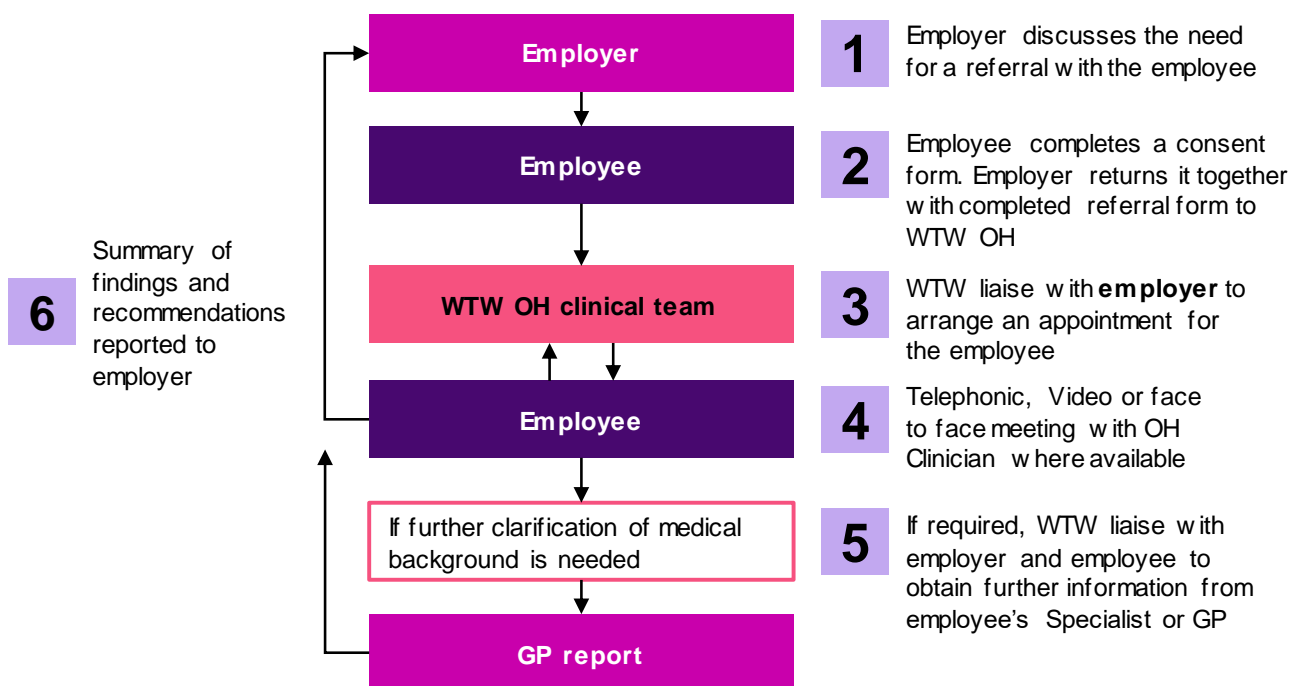 Employer
1
Employer discusses the need
for a referral with the employee
Employee
2
Employee completes a consent
form. Employer returns it together
with completed referral form to
WTW OH
6
Summary of
findings and
recommendations
reported to
employer
WTW OH clinical team
3
WTW liaise with employer to
arrange an appointment for
the employee
Employee
4
Telephonic, Video or face
to face meeting with OH
Clinician where available
If further clarification of medical
background is needed
5
If required, WTW liaise with
employer and employee to
obtain further information from
employee's Specialist or GP
GP report